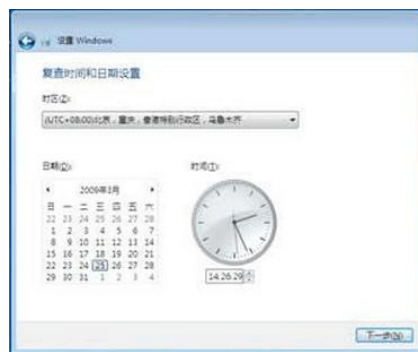 设置 Windows
复查时间和日期设置
时区(Z):
(UTC+08:00)北京，重庆，香港特别行政区，乌鲁木齐
日期(D):
时间(T):
2009年3月
日 一 二 三 四 五 六
22 23 24 25 26 27 28
1 2 3 4 5 6 7
8 9 10 11 12 13 14
15 16 17 18 19 20 21
22 23 24 25 26 27 28
29 30 31 1 2 3 4
14:26:29
下一步(N)